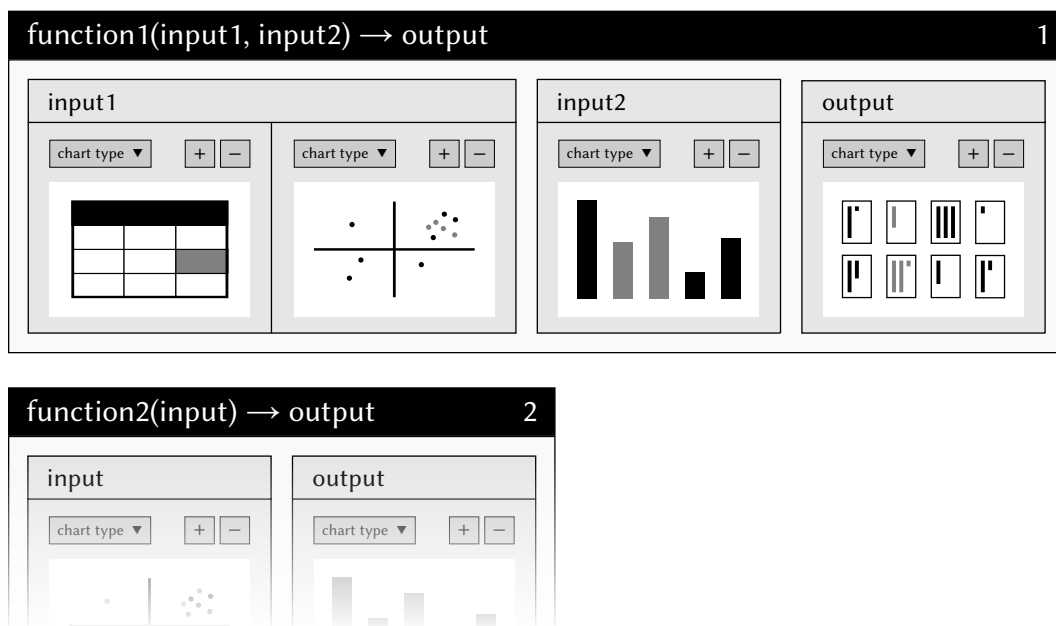 function1(input1, input2) → output 1
input1 input2 output
chart type ▼ + − chart type ▼ + − chart type ▼ + − chart type ▼ + −
function2(input) → output 2
input output
chart type ▼ + − chart type ▼ + −